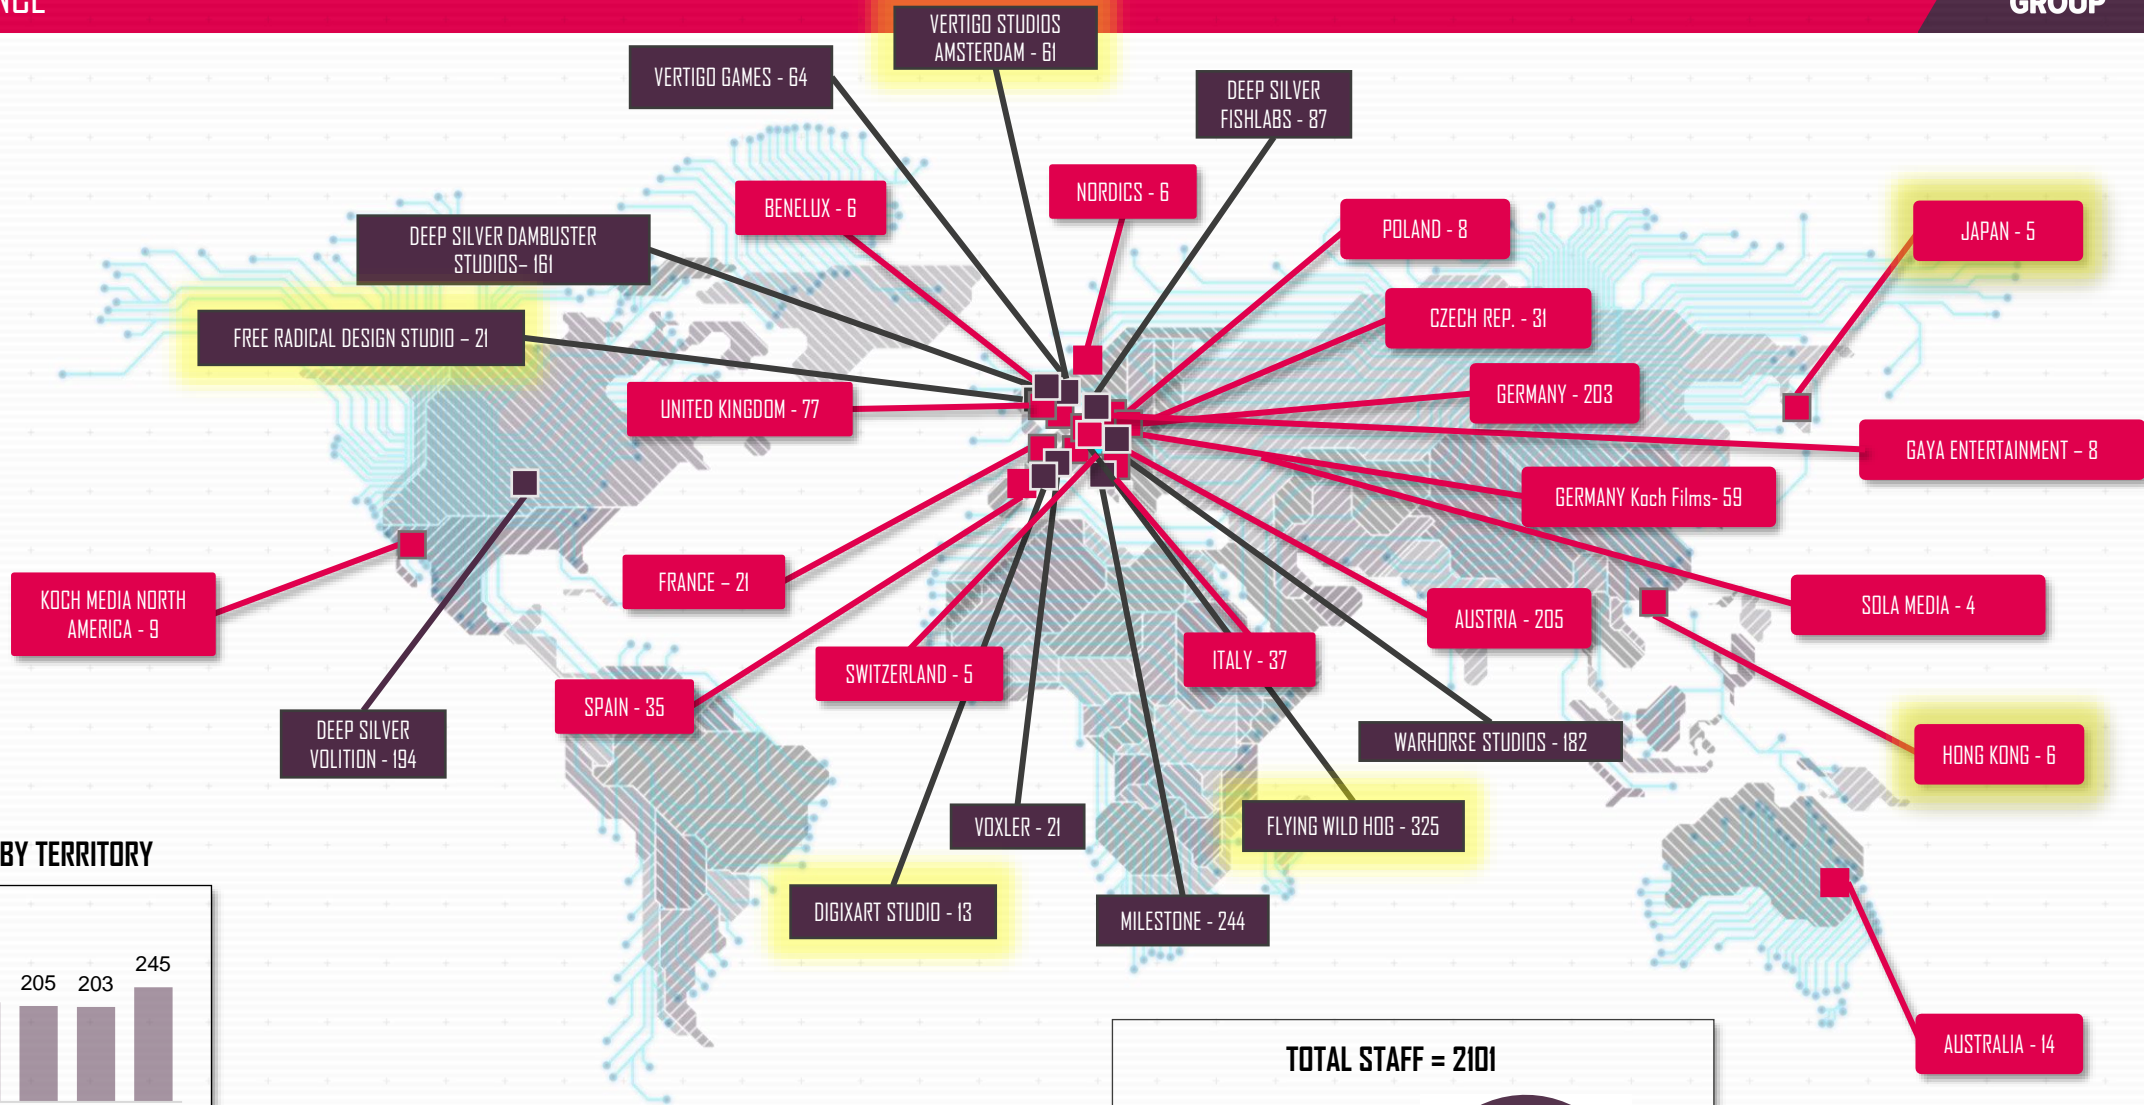 GROUP
VERTIGO STUDIOS
AMSTERDAM - 61
VERTIGO GAMES - 64
DEEP SILVER
FISHLABS - 87
BENELUX - 6
NORDICS - 6
POLAND - 8
JAPAN - 5
DEEP SILVER DAMBUSTER
STUDIOS– 161
CZECH REP. - 31
FREE RADICAL DESIGN STUDIO – 21
UNITED KINGDOM - 77
GERMANY - 203
GAYA ENTERTAINMENT – 8
GERMANY Koch Films- 59
FRANCE – 21
KOCH MEDIA NORTH
AMERICA - 9
SOLA MEDIA - 4
AUSTRIA - 205
SWITZERLAND - 5
ITALY - 37
SPAIN - 35
DEEP SILVER
VOLITION - 194
WARHORSE STUDIOS - 182
HONG KONG - 6
VOXLER - 21
FLYING WILD HOG - 325
BY TERRITORY
DIGIXART STUDIO - 13
MILESTONE - 244
245
205 203
AUSTRALIA - 14
TOTAL STAFF = 2101